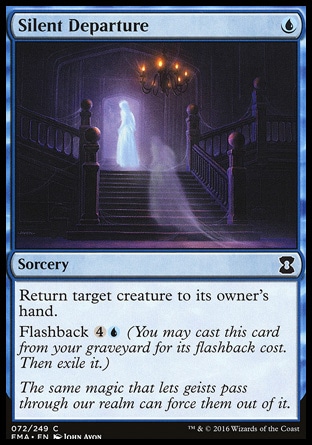 Silent Departure
Sorcery
Return target creature to its owner's
hand.
Flashback 4 (You may cast this card
from your graveyard for its flashback cost.
Then exile it.)
The same magic that lets geists pass
through our realm can force them out of it.
072/249 C
EMA • EN John Avon
™ & © 2016 Wizards of the Coast